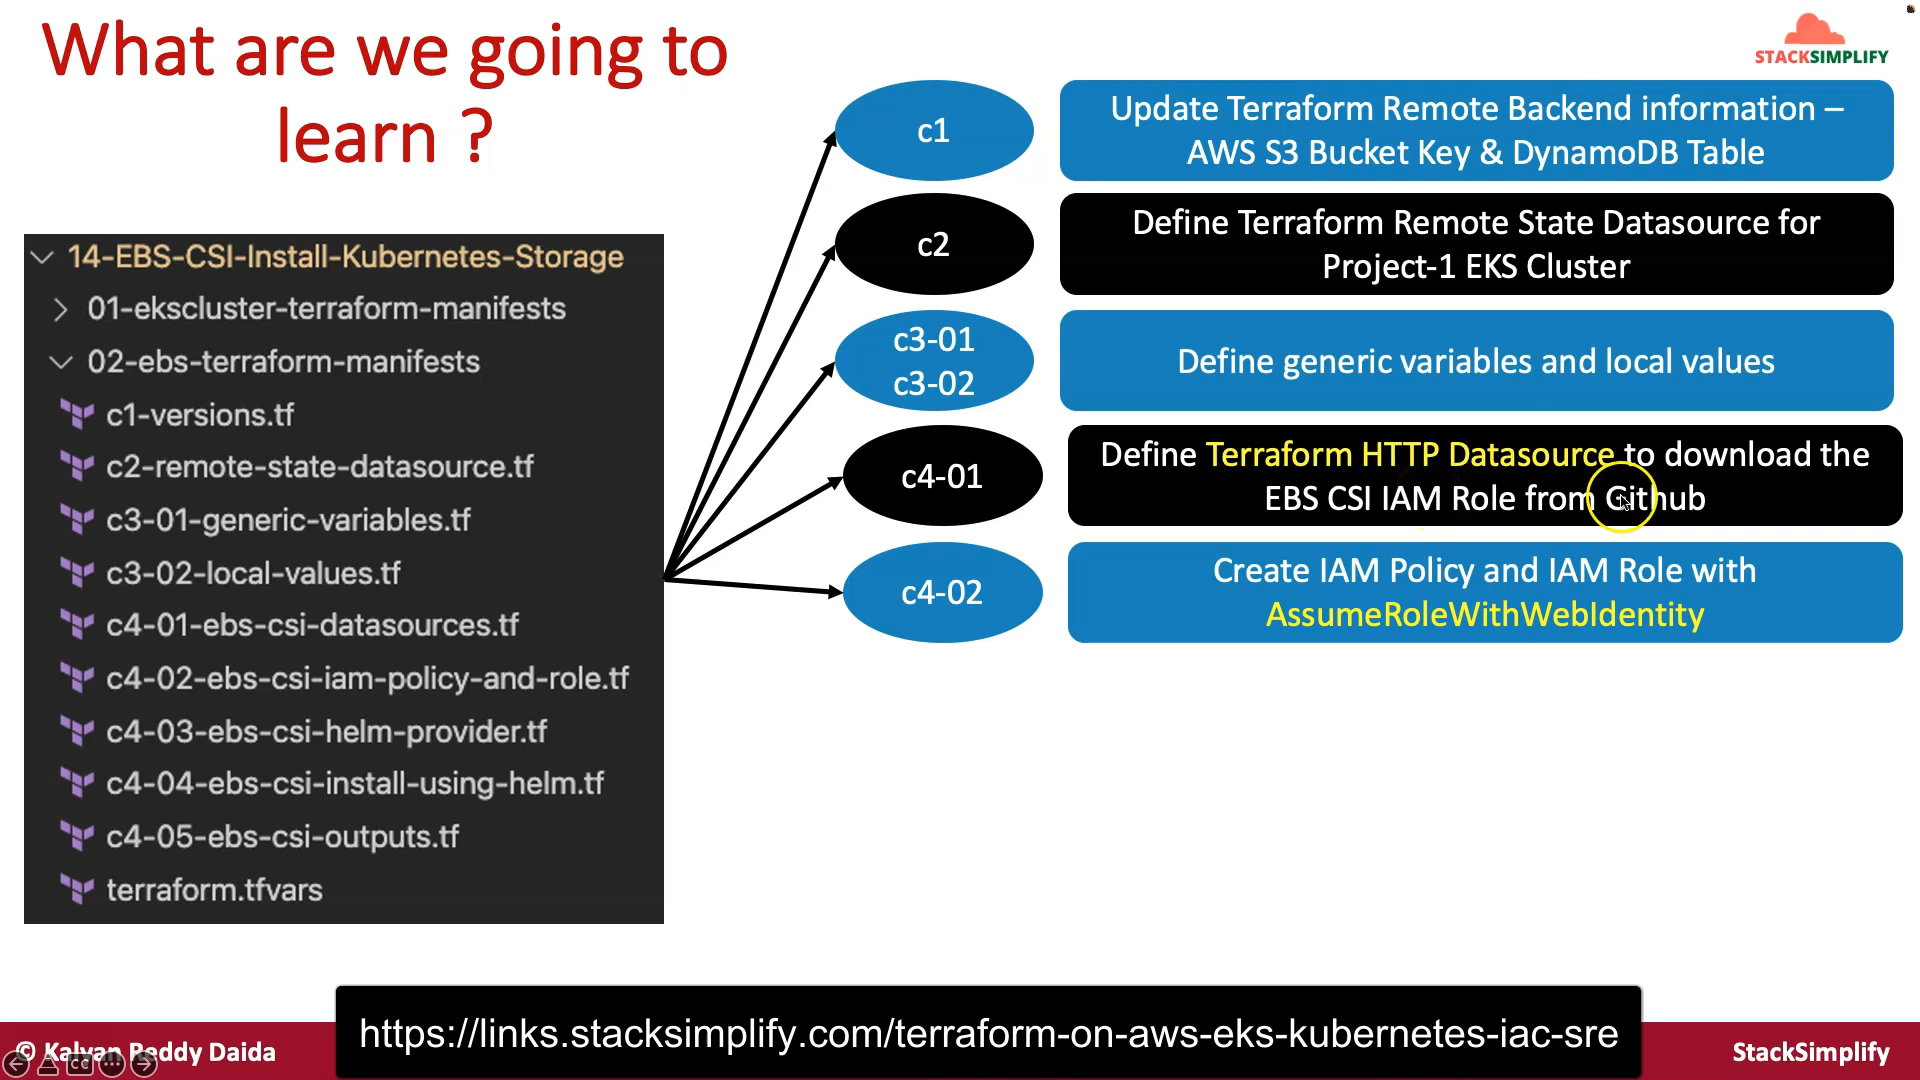 What are we going to
learn ?
STACKSIMPLIFY
14-EBS-CSI-Install-Kubernetes-Storage
01-ekscluster-terraform-manifests
02-ebs-terraform-manifests
c1-versions.tf
c2-remote-state-datasource.tf
c3-01-generic-variables.tf
c3-02-local-values.tf
c4-01-ebs-csi-datasources.tf
c4-02-ebs-csi-iam-policy-and-role.tf
c4-03-ebs-csi-helm-provider.tf
c4-04-ebs-csi-install-using-helm.tf
c4-05-ebs-csi-outputs.tf
terraform.tfvars
c1
Update Terraform Remote Backend information –
AWS S3 Bucket Key & DynamoDB Table
c2
Define Terraform Remote State Datasource for
Project-1 EKS Cluster
c3-01
c3-02
Define generic variables and local values
c4-01
Define Terraform HTTP Datasource to download the
EBS CSI IAM Role from Github
c4-02
Create IAM Policy and IAM Role with
AssumeRoleWithWebIdentity
https://links.stacksimplify.com/terraform-on-aws-eks-kubernetes-iac-sre
© Kalyan Reddy Daida
CC
StackSimplify